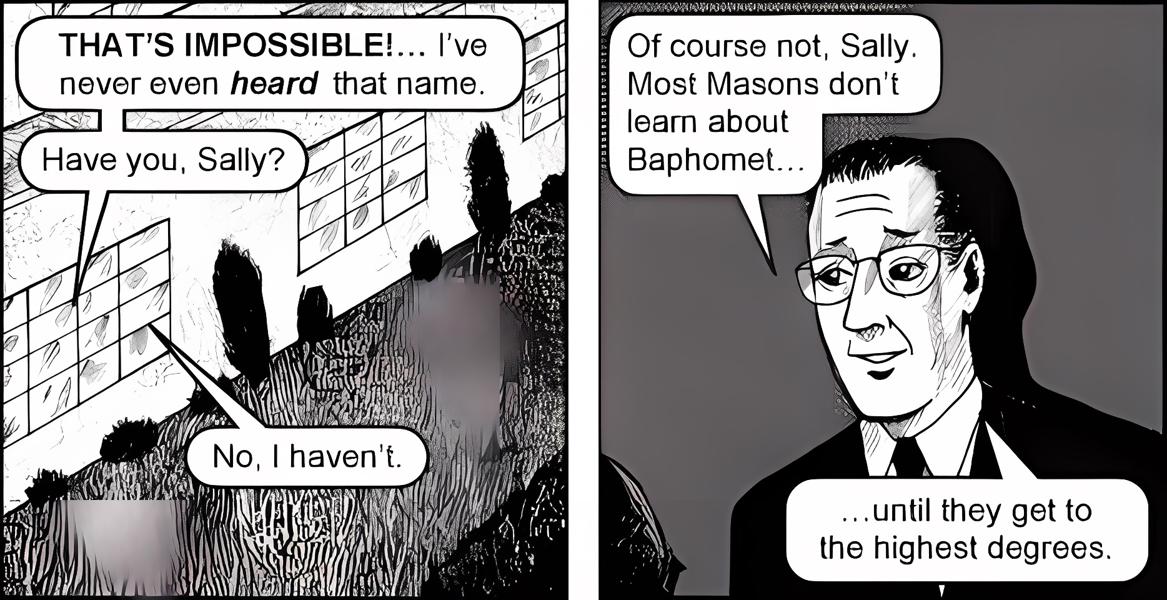 THAT'S IMPOSSIBLE!... I've
never even heard that name.
Have you, Sally?
No, I haven't.
Of course not, Sally.
Most Masons don't
learn about
Baphomet...
...until they get to
the highest degrees.